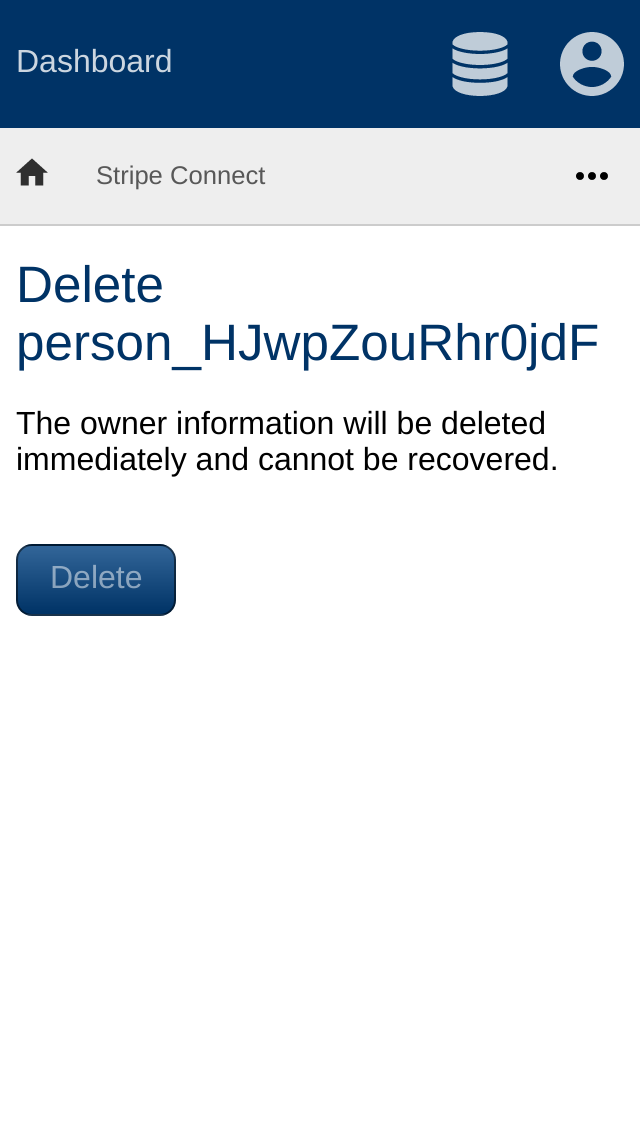 Dashboard
Stripe Connect
Delete
person_HJwpZouRhr0jdF
The owner information will be deleted
immediately and cannot be recovered.
Delete